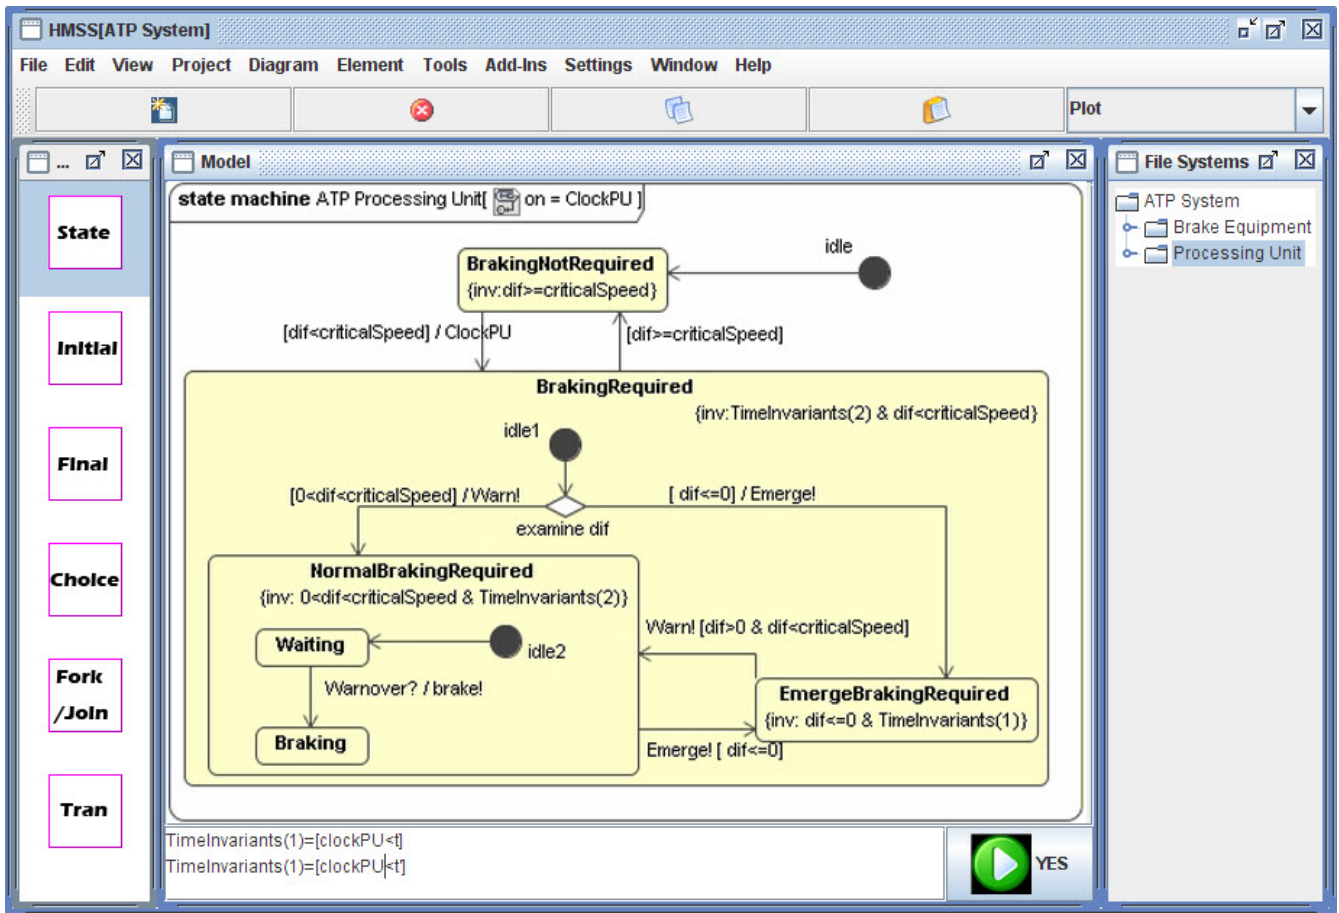 HMSS[ATP System]
File Edit View Project Diagram Element Tools Add-Ins Settings Window Help
Plot
...
Model
File Systems
State
Initial
Final
Choice
Fork
/Join
Tran
state machine ATP Processing Unit[ on = ClockPU ]
idle
BrakingNotRequired
{inv:dif>=criticalSpeed}
[dif<criticalSpeed] / ClockPU
[dif>=criticalSpeed]
BrakingRequired
{inv:TimeInvariants(2) & dif<criticalSpeed}
idle1
[0<dif<criticalSpeed] / Warn!
[ dif<=0] / Emerge!
examine dif
NormalBrakingRequired
{inv: 0<dif<criticalSpeed & TimeInvariants(2)}
Waiting
idle2
Warnover? / brake!
Braking
Warn! [dif>0 & dif<criticalSpeed]
EmergeBrakingRequired
{inv: dif<=0 & TimeInvariants(1)}
Emerge! [ dif<=0]
TimeInvariants(1)=[clockPU<t]
TimeInvariants(1)=[clockPU<t']
YES
ATP System
Brake Equipment
Processing Unit